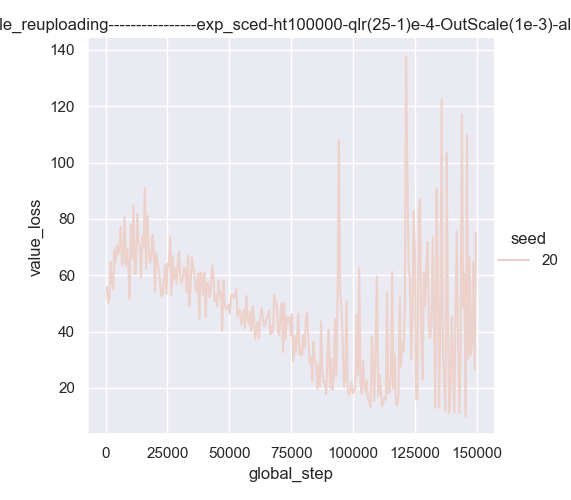 le_reuploading----------------exp_sced-ht100000-qlr(25-1)e-4-OutScale(1e-3)-al
140
120
100
80
60
40
20
value_loss
0 25000 50000 75000 100000 125000 150000
global_step
seed
20